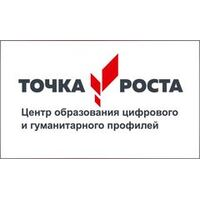 ТОЧКА РОСТА
Центр образования цифрового
и гуманитарного профилей